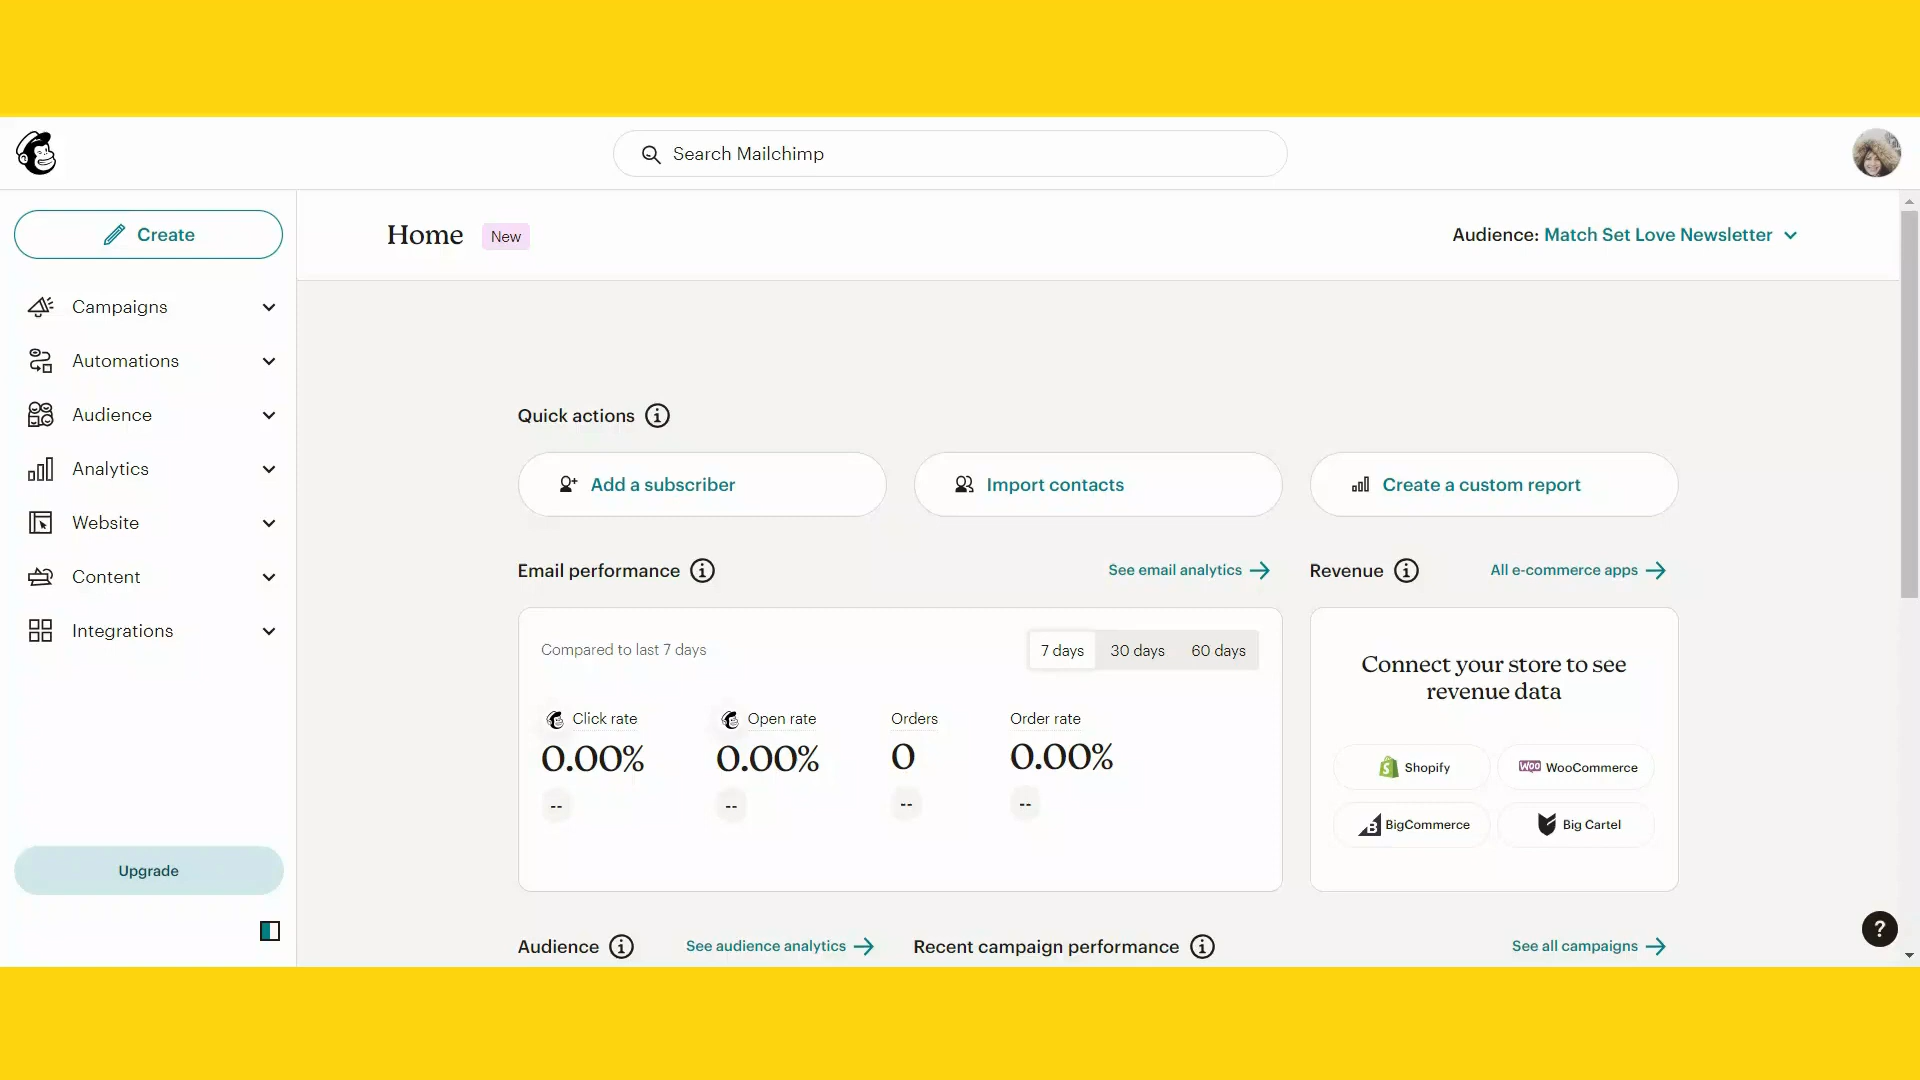 Search Mailchimp
Create
Campaigns
Automations
Audience
Analytics
Website
Content
Integrations
Upgrade
Home New
Audience: Match Set Love Newsletter
Quick actions
Add a subscriber
Import contacts
Create a custom report
Email performance
See email analytics
Compared to last 7 days
7 days 30 days 60 days
Click rate Open rate Orders Order rate
0.00% 0.00% 0 0.00%
-- -- -- --
Revenue
All e-commerce apps
Connect your store to see
revenue data
Shopify
WOO WooCommerce
B BigCommerce
Big Cartel
Audience
See audience analytics
Recent campaign performance
See all campaigns
?